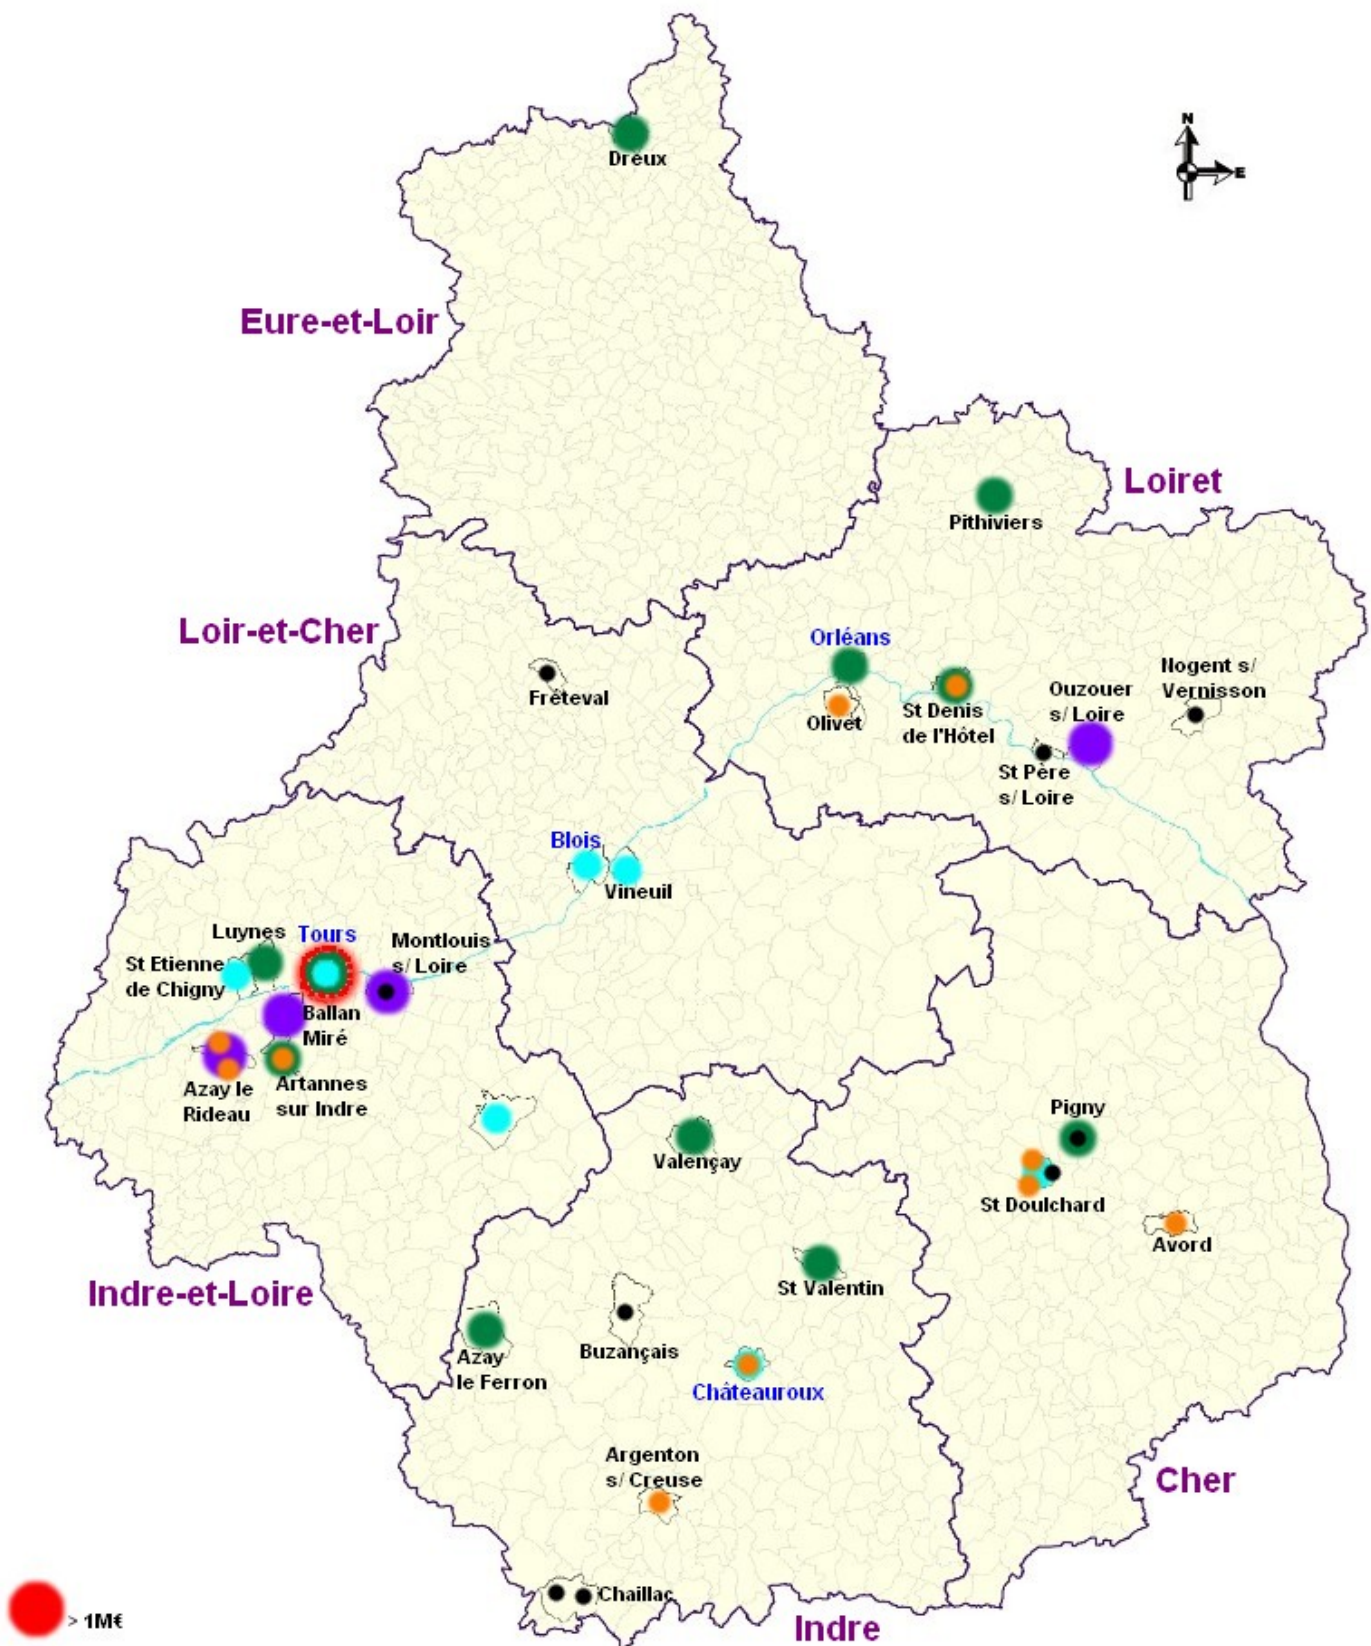 N
E
Dreux
Eure-et-Loir
Loiret
Pithiviers
Loir-et-Cher
Orléans
Nogent s/
Vernisson
Ouzouer
s/ Loire
Fréteval
Olivet
St Denis
de l'Hôtel
St Père
s/ Loire
Blois
Vineuil
Luynes
Tours
Montlouis
s/ Loire
St Etienne
de Chigny
Ballan
Miré
Azay le
Rideau
Artannes
sur Indre
Pigny
Valençay
St Doulchard
Avord
Indre-et-Loire
St Valentin
Buzançais
Azay
le Ferron
Châteauroux
Argenton
s/ Creuse
Cher
Chaillac
> 1M€
Indre